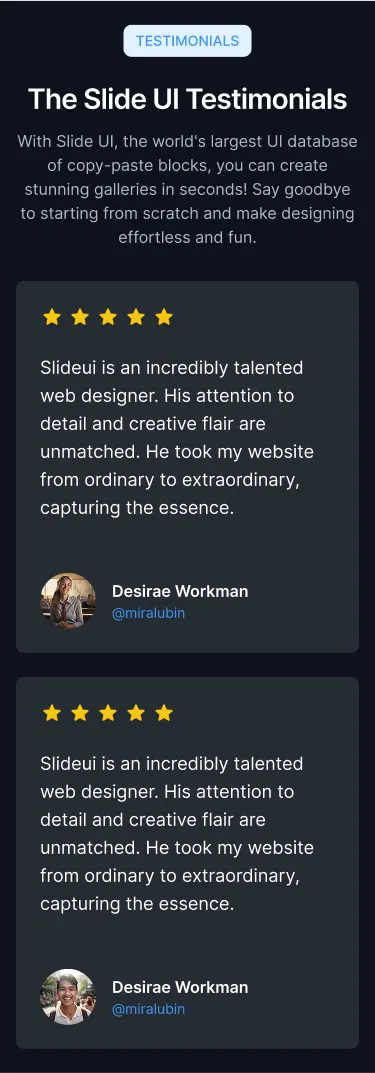 TESTIMONIALS
The Slide UI Testimonials
With Slide UI, the world's largest UI database
of copy-paste blocks, you can create
stunning galleries in seconds! Say goodbye
to starting from scratch and make designing
effortless and fun.
Slideui is an incredibly talented
web designer. His attention to
detail and creative flair are
unmatched. He took my website
from ordinary to extraordinary,
capturing the essence.
Desirae Workman
@miralubin
Slideui is an incredibly talented
web designer. His attention to
detail and creative flair are
unmatched. He took my website
from ordinary to extraordinary,
capturing the essence.
Desirae Workman
@miralubin